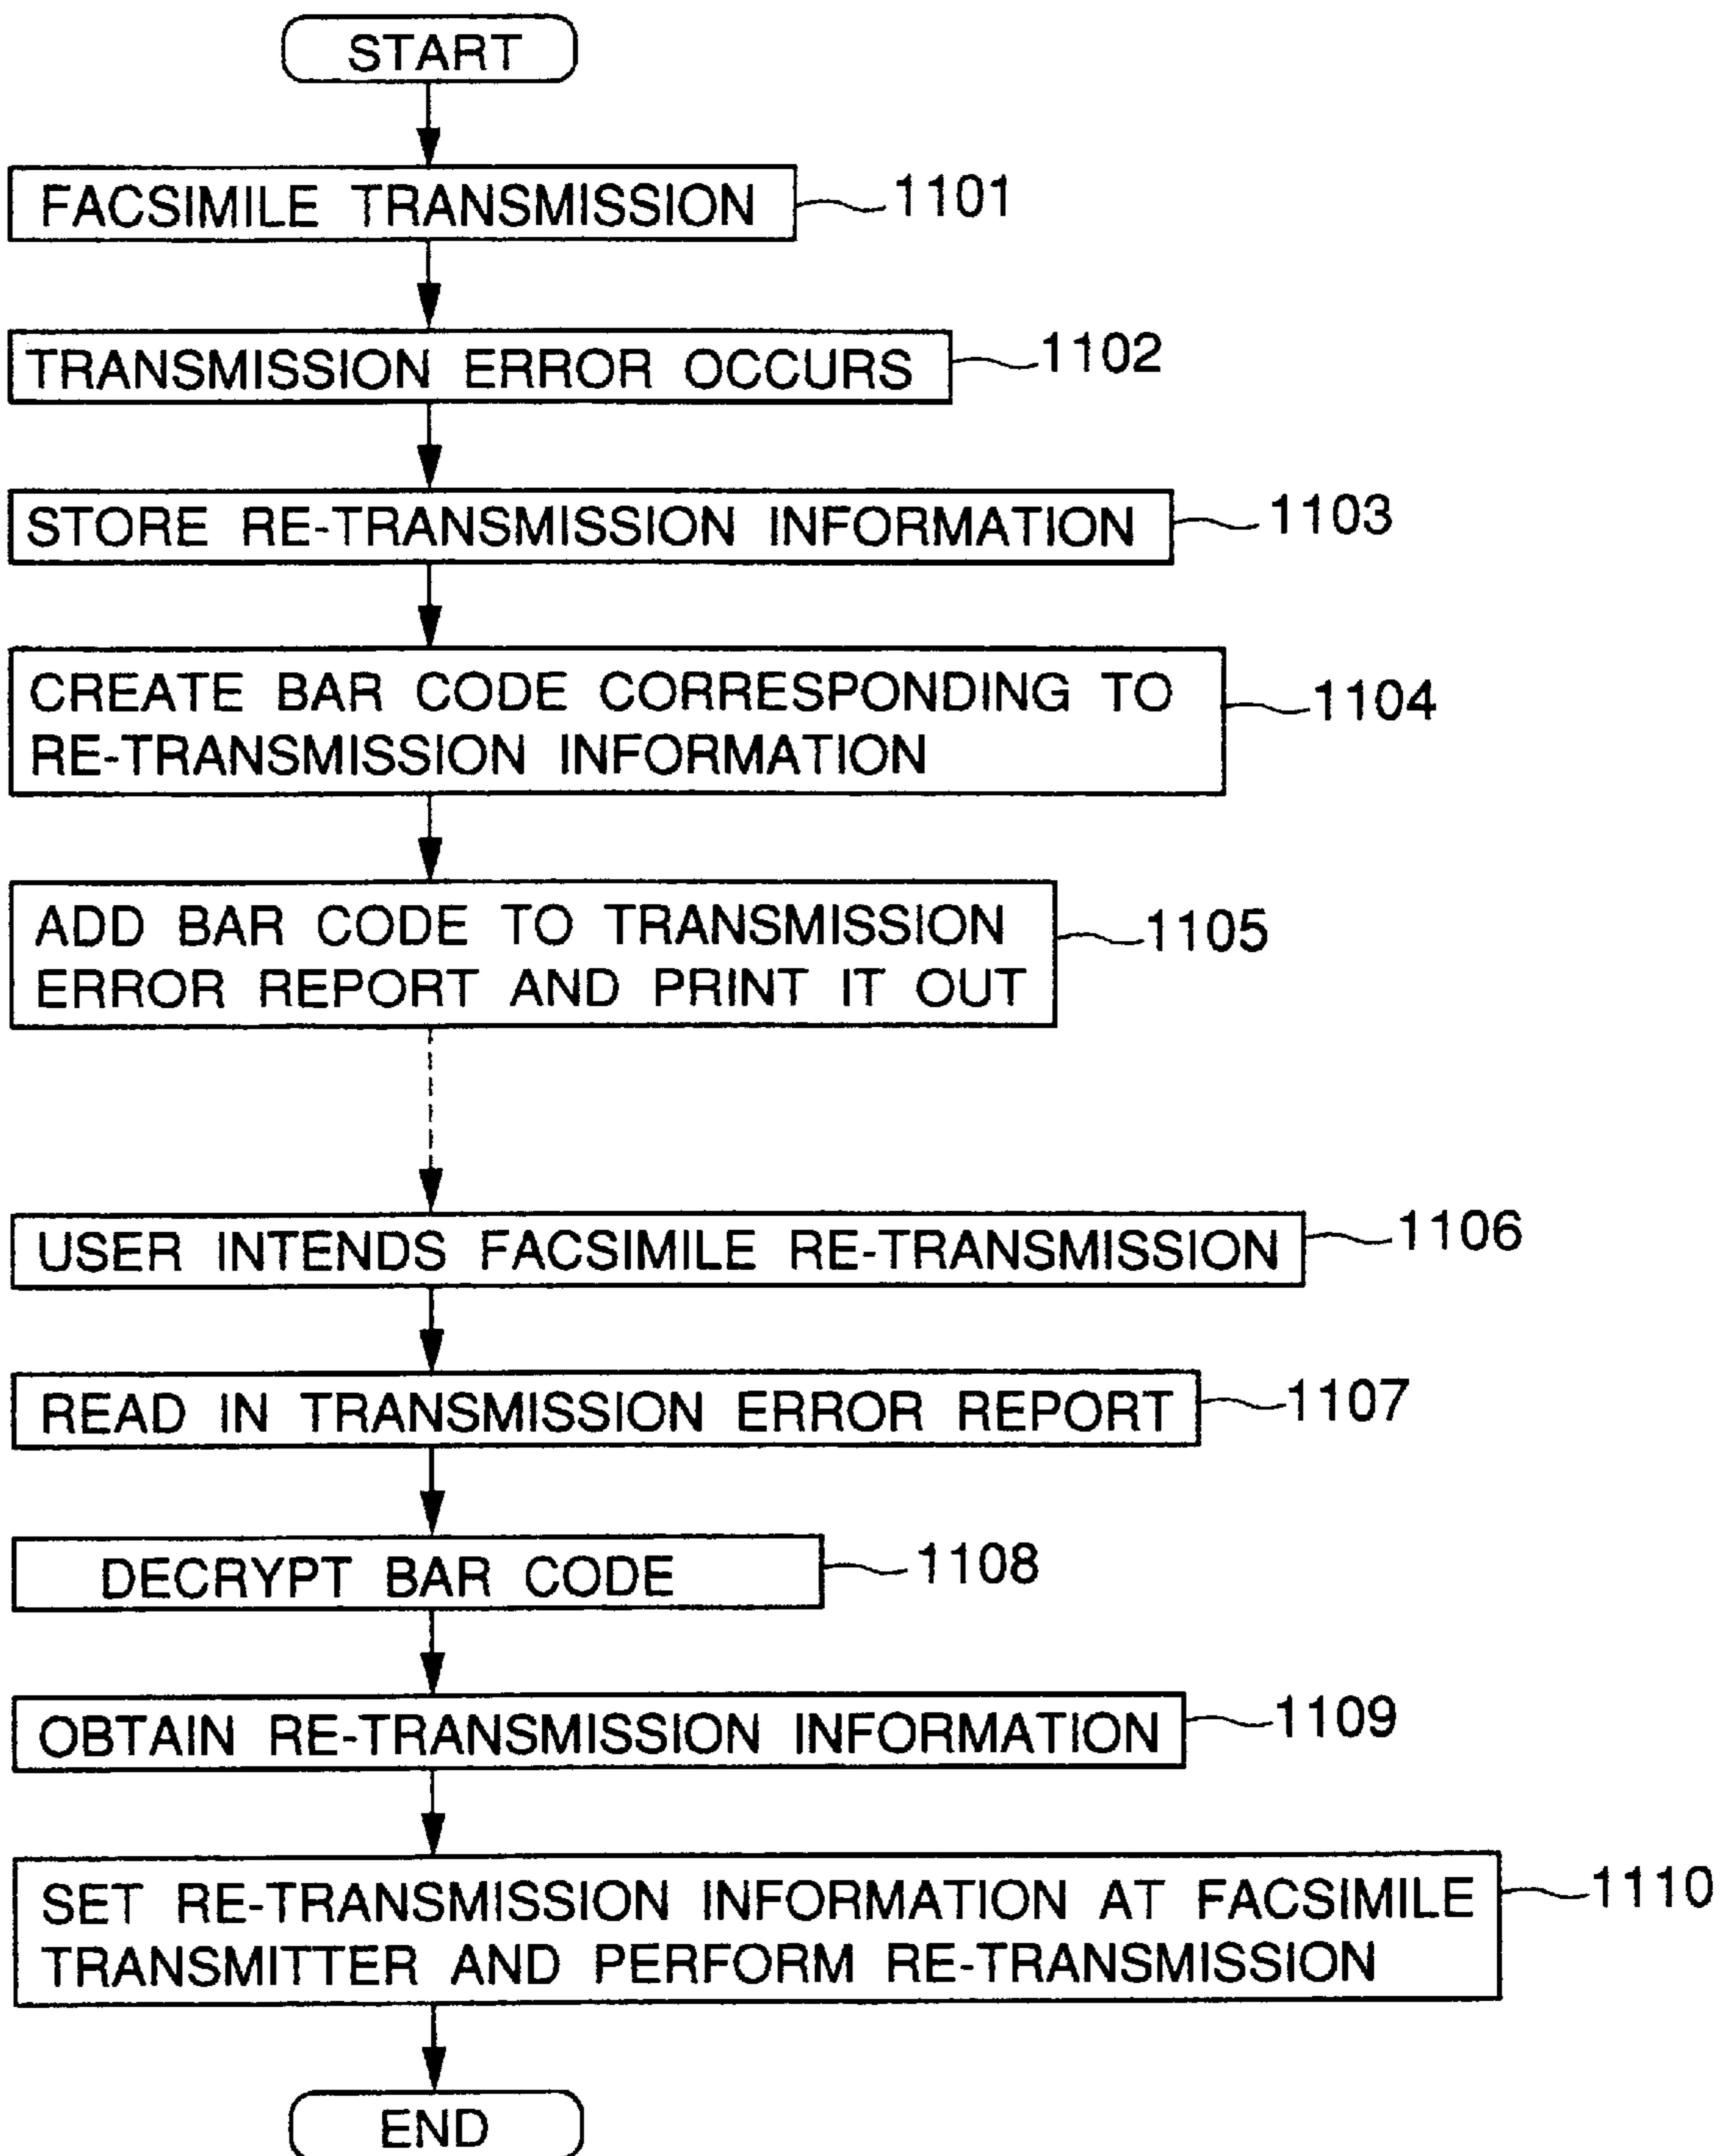 START
FACSIMILE TRANSMISSION 1101
TRANSMISSION ERROR OCCURS 1102
STORE RE-TRANSMISSION INFORMATION 1103
CREATE BAR CODE CORRESPONDING TO
RE-TRANSMISSION INFORMATION
1104
ADD BAR CODE TO TRANSMISSION
ERROR REPORT AND PRINT IT OUT
1105
USER INTENDS FACSIMILE RE-TRANSMISSION 1106
READ IN TRANSMISSION ERROR REPORT 1107
DECRYPT BAR CODE 1108
OBTAIN RE-TRANSMISSION INFORMATION 1109
SET RE-TRANSMISSION INFORMATION AT FACSIMILE
TRANSMITTER AND PERFORM RE-TRANSMISSION
1110
END